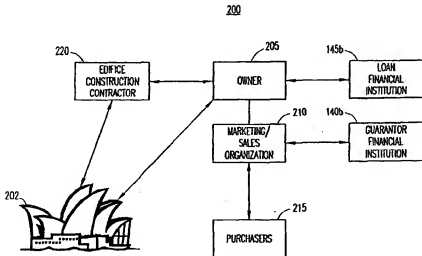 200
220
EDIFICE
CONSTRUCTION
CONTRACTOR
205
OWNER
145b
LOAN
FINANCIAL
INSTITUTION
210
MARKETING/
SALES
ORGANIZATION
140b
GUARANTOR
FINANCIAL
INSTITUTION
202
215
PURCHASERS